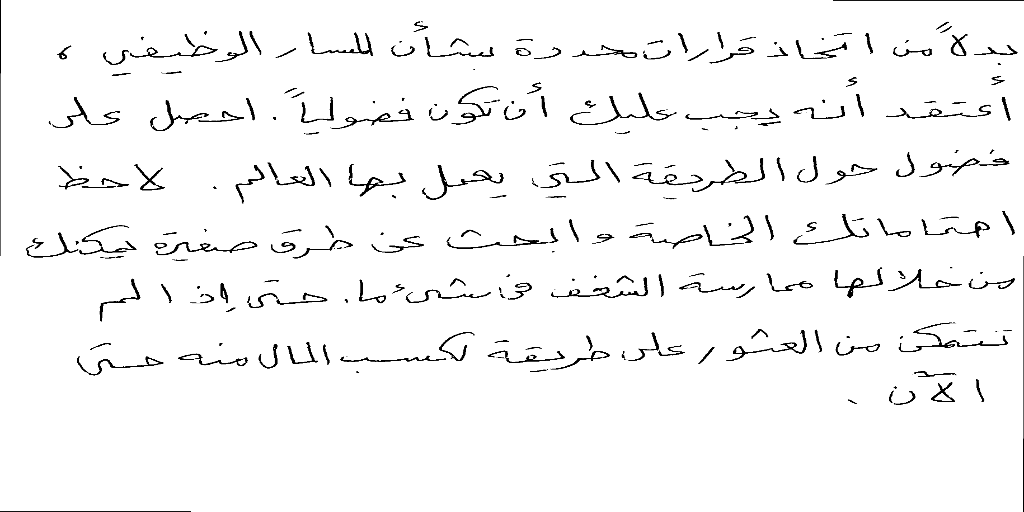 بدلاً من اتخاذ قرارات محددة بشأن المسار الوظيفي ،
أعتقد أنه يجب عليك أن تكون فضولياً. احصل على
فضول حول الطريقة التي يعمل بها العالم. لاحظ
اهتماماتك الخاصة وابحث عن طرق صغيرة يمكنك
من خلالها ممارسة الشغف في شيء ما. حتى إذا لم
تتمكن من العثور على طريقة لكسب المال منه حتى
الآن .